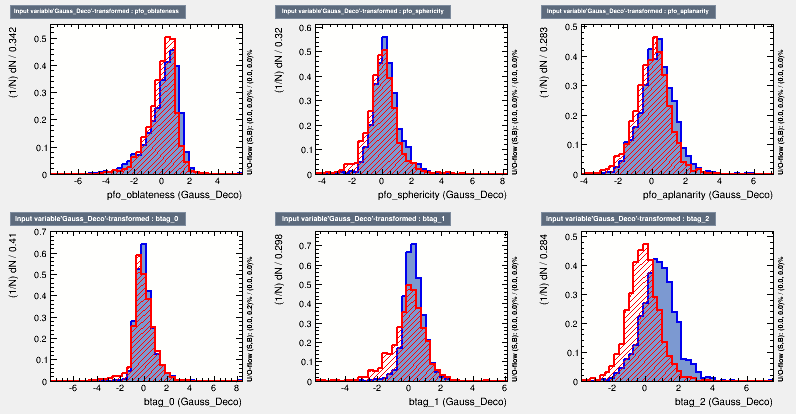 Input variable'Gauss_Deco'-transformed : pfo_oblateness
Input variable'Gauss_Deco'-transformed : pfo_sphericity
Input variable'Gauss_Deco'-transformed : pfo_aplanarity
(1/N) dN / 0.342
0.5
0.4
0.3
0.2
0.1
0
-6 -4 -2 0 2 4
pfo_oblateness (Gauss_Deco)
U/O-flow (S,B): (0.0, 0.0)% / (0.0, 0.0)%
(1/N) dN / 0.32
0.6
0.5
0.4
0.3
0.2
0.1
0
-4 -2 0 2 4 6 8
pfo_sphericity (Gauss_Deco)
U/O-flow (S,B): (0.0, 0.0)% / (0.0, 0.0)%
(1/N) dN / 0.283
0.5
0.4
0.3
0.2
0.1
0
-4 -2 0 2 4 6
pfo_aplanarity (Gauss_Deco)
U/O-flow (S,B): (0.0, 0.0)% / (0.0, 0.0)%
Input variable'Gauss_Deco'-transformed : btag_0
Input variable'Gauss_Deco'-transformed : btag_1
Input variable'Gauss_Deco'-transformed : btag_2
(1/N) dN / 0.41
0.7
0.6
0.5
0.4
0.3
0.2
0.1
0
-6 -4 -2 0 2 4 6 8
btag_0 (Gauss_Deco)
U/O-flow (S,B): (0.0, 0.2)% / (0.0, 0.0)%
(1/N) dN / 0.298
0.7
0.6
0.5
0.4
0.3
0.2
0.1
0
-4 -2 0 2 4 6
btag_1 (Gauss_Deco)
U/O-flow (S,B): (0.0, 0.0)% / (0.0, 0.0)%
(1/N) dN / 0.284
0.5
0.4
0.3
0.2
0.1
0
-2 0 2 4 6
btag_2 (Gauss_Deco)
U/O-flow (S,B): (0.0, 0.0)% / (0.0, 0.0)%